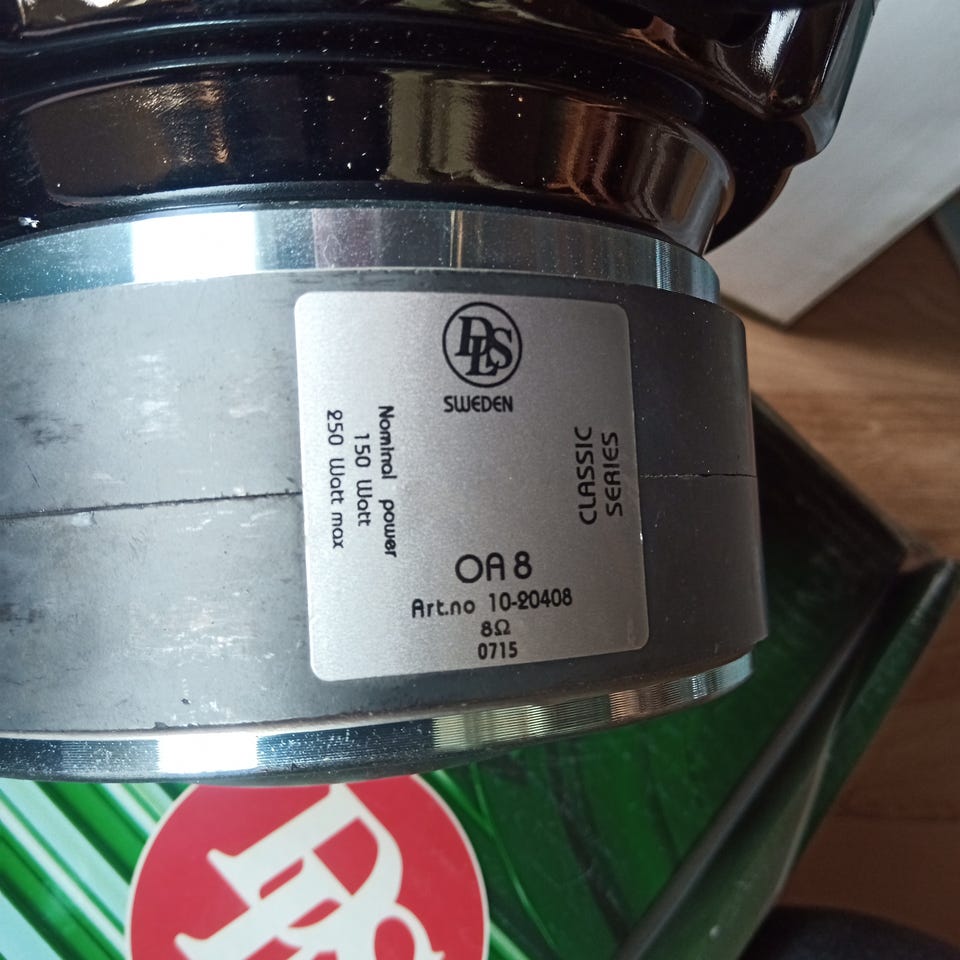 DLS
SWEDEN
Nominal power
150 Watt
250 Watt max
CLASSIC
SERIES
OA 8
Art.no 10-20408
8Ω
0715
DLS